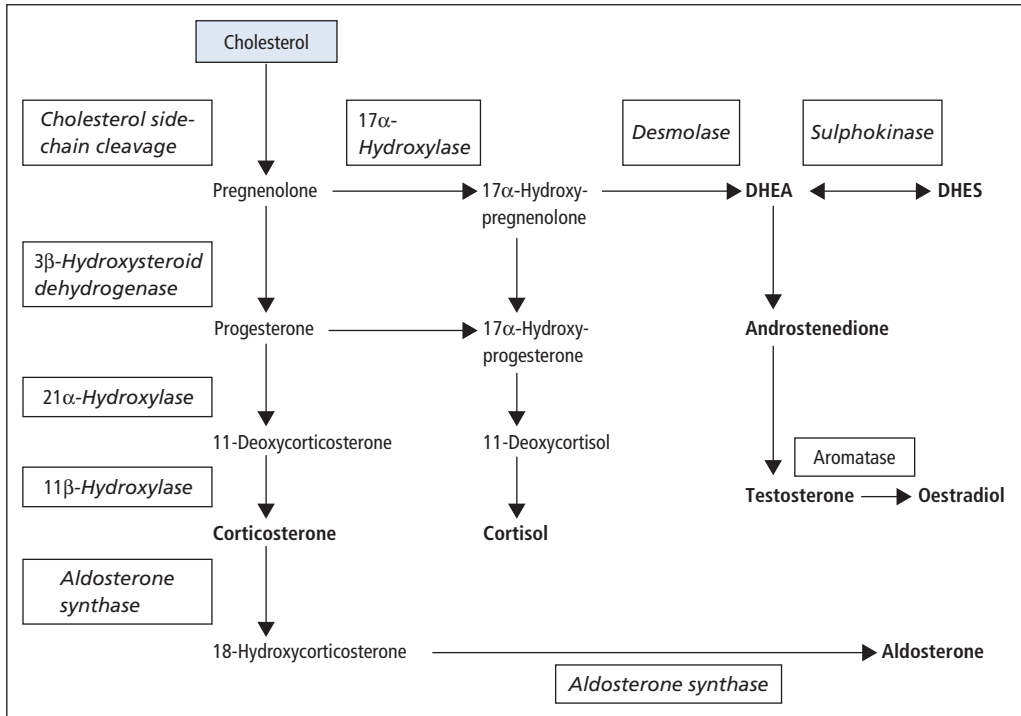 Cholesterol
Cholesterol side-
chain cleavage
17α-
Hydroxylase
Desmolase
Sulphokinase
Pregnenolone
17α-Hydroxy-
pregnenolone
DHEA
DHES
3β-Hydroxysteroid
dehydrogenase
Progesterone
17α-Hydroxy-
progesterone
Androstenedione
21α-Hydroxylase
11-Deoxycorticosterone
11-Deoxycortisol
Aromatase
11β-Hydroxylase
Testosterone
Oestradiol
Corticosterone
Cortisol
Aldosterone
synthase
18-Hydroxycorticosterone
Aldosterone
Aldosterone synthase